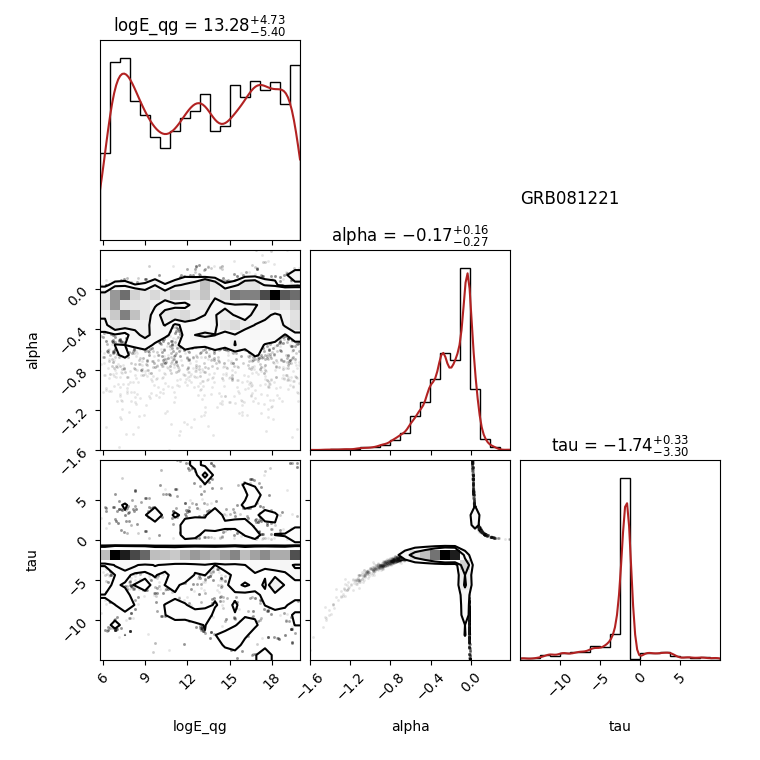 logE_qg = 13.28+4.73−5.40
GRB081221
alpha = −0.17+0.16−0.27
0.0
−0.4
−0.8
−1.2
−1.6
alpha
tau = −1.74+0.33−3.30
5
0
−5
−10
tau
6 9 12 15 18
−1.6 −1.2 −0.8 −0.4 0.0
−10 −5 0 5
logE_qg alpha tau